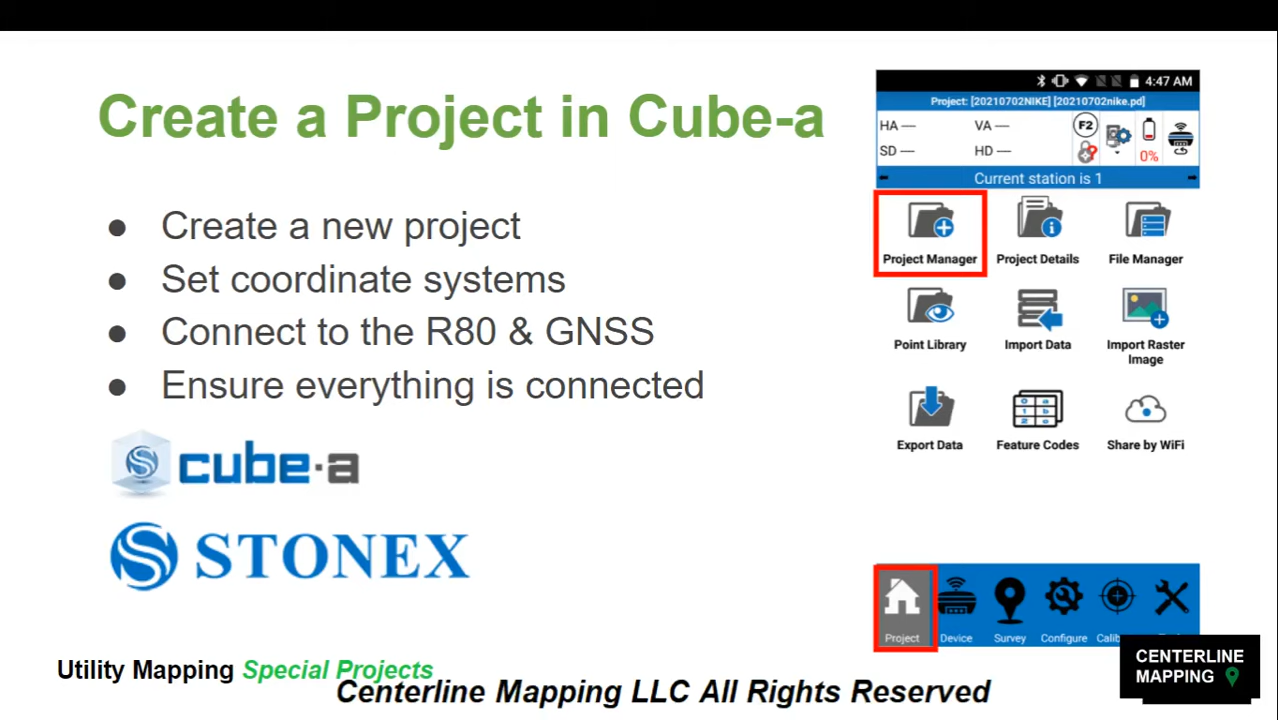 Create a Project in Cube-a
● Create a new project
● Set coordinate systems
● Connect to the R80 & GNSS
● Ensure everything is connected
cube·a
STONEX
Utility Mapping Special Projects
Centerline Mapping LLC All Rights Reserved
4:47 AM
Project: [20210702NIKE] [20210702nike.pd]
HA --- VA --- F2
SD --- HD --- 0%
Current station is 1
Project Manager Project Details File Manager
Point Library Import Data Import Raster
Image
Export Data Feature Codes Share by WiFi
Project Device Survey Configure
CENTERLINE
MAPPING